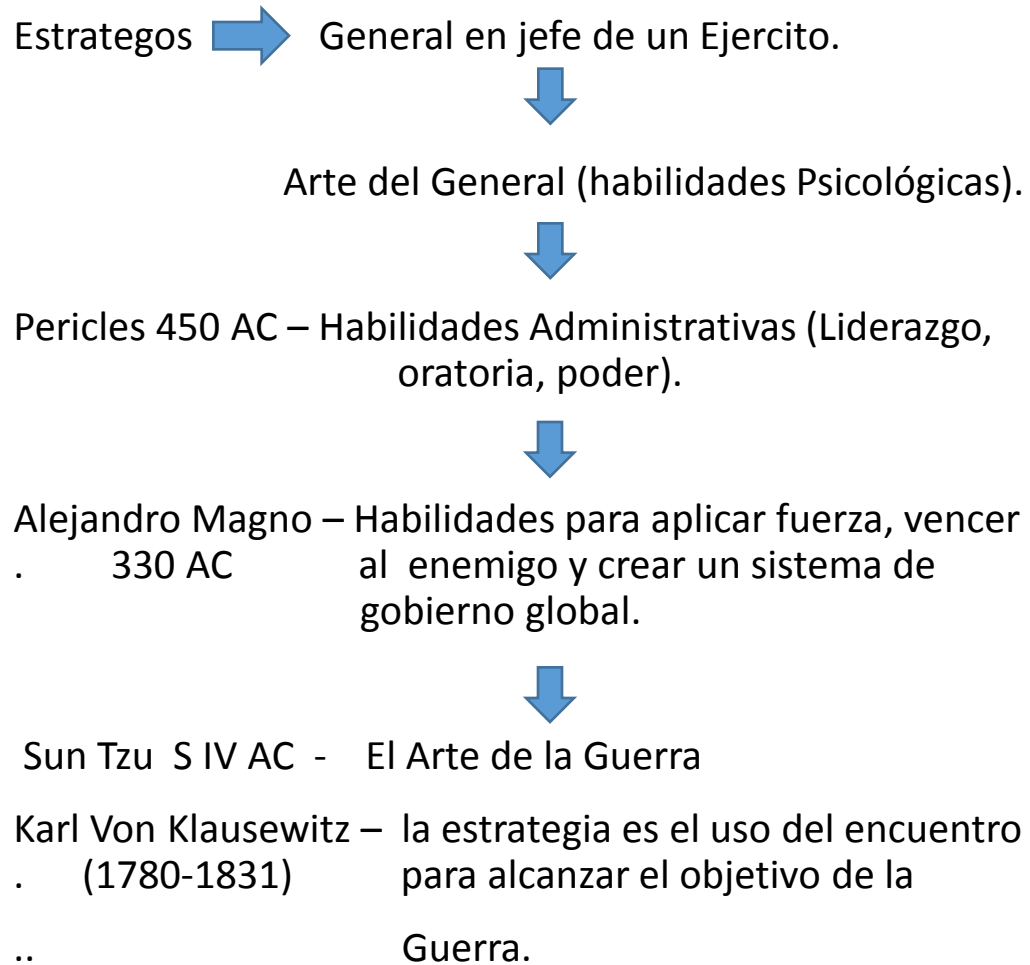 Estrategos General en jefe de un Ejercito.
Arte del General (habilidades Psicológicas).
Pericles 450 AC – Habilidades Administrativas (Liderazgo,
oratoria, poder).
Alejandro Magno – Habilidades para aplicar fuerza, vencer
. 330 AC al enemigo y crear un sistema de
gobierno global.
Sun Tzu S IV AC - El Arte de la Guerra
Karl Von Klausewitz – la estrategia es el uso del encuentro
. (1780-1831) para alcanzar el objetivo de la
.. Guerra.